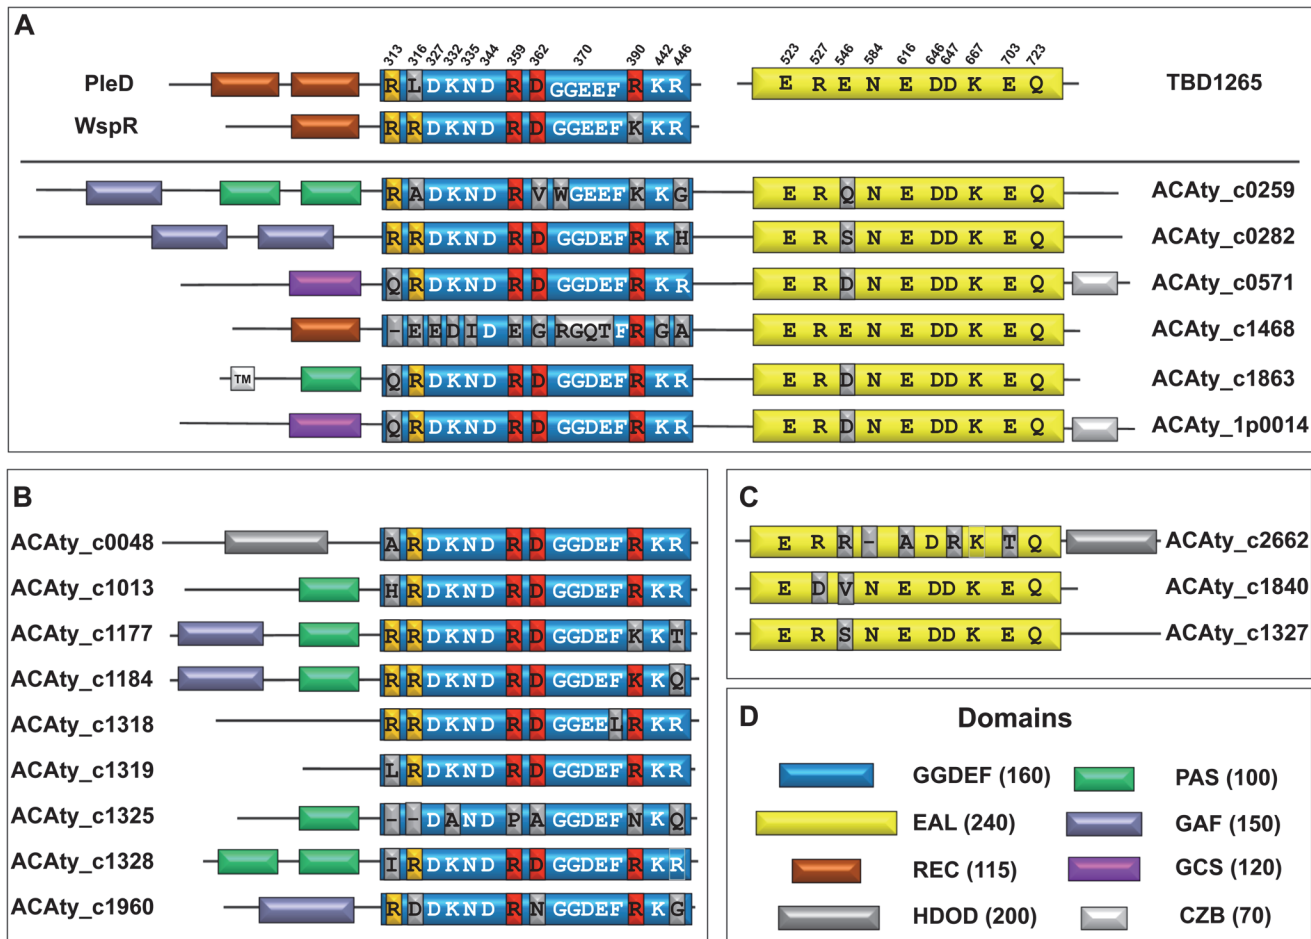 A
313 316 327 332 335 344 359 362 370 390 442 446 523 527 546 584 616 646 647 667 703 723
PleD R L D K N D R D GGEEF R K R E R E N E DD K E Q TBD1265
WspR R R D K N D R D GGEEF K K R
R A D K N D R V W GEEF K K G E R Q N E DD K E Q ACAty_c0259
R R D K N D R D GGDEF R K H E R S N E DD K E Q ACAty_c0282
Q R D K N D R D GGDEF R K R E R D N E DD K E Q ACAty_c0571
- E E D I D E G RGQT F R G A E R E N E DD K E Q ACAty_c1468
TM Q R D K N D R D GGDEF R K R E R D N E DD K E Q ACAty_c1863
Q R D K N D R D GGDEF R K R E R D N E DD K E Q ACAty_1p0014
B
ACAty_c0048 A R D K N D R D GGDEF R K R
ACAty_c1013 H R D K N D R D GGDEF R K R
ACAty_c1177 R R D K N D R D GGDEF K K T
ACAty_c1184 R R D K N D R D GGDEF K K Q
ACAty_c1318 R R D K N D R D GGEE L R K R
ACAty_c1319 L R D K N D R D GGDEF R K R
ACAty_c1325 - - D A N D P A GGDEF N K Q
ACAty_c1328 I R D K N D R D GGDEF R K R
ACAty_c1960 R D D K N D R N GGDEF R K G
C
E R R - A D R K T Q ACAty_c2662
E D V N E DD K E Q ACAty_c1840
E R S N E DD K E Q ACAty_c1327
D Domains
GGDEF (160) PAS (100)
EAL (240) GAF (150)
REC (115) GCS (120)
HDOD (200) CZB (70)